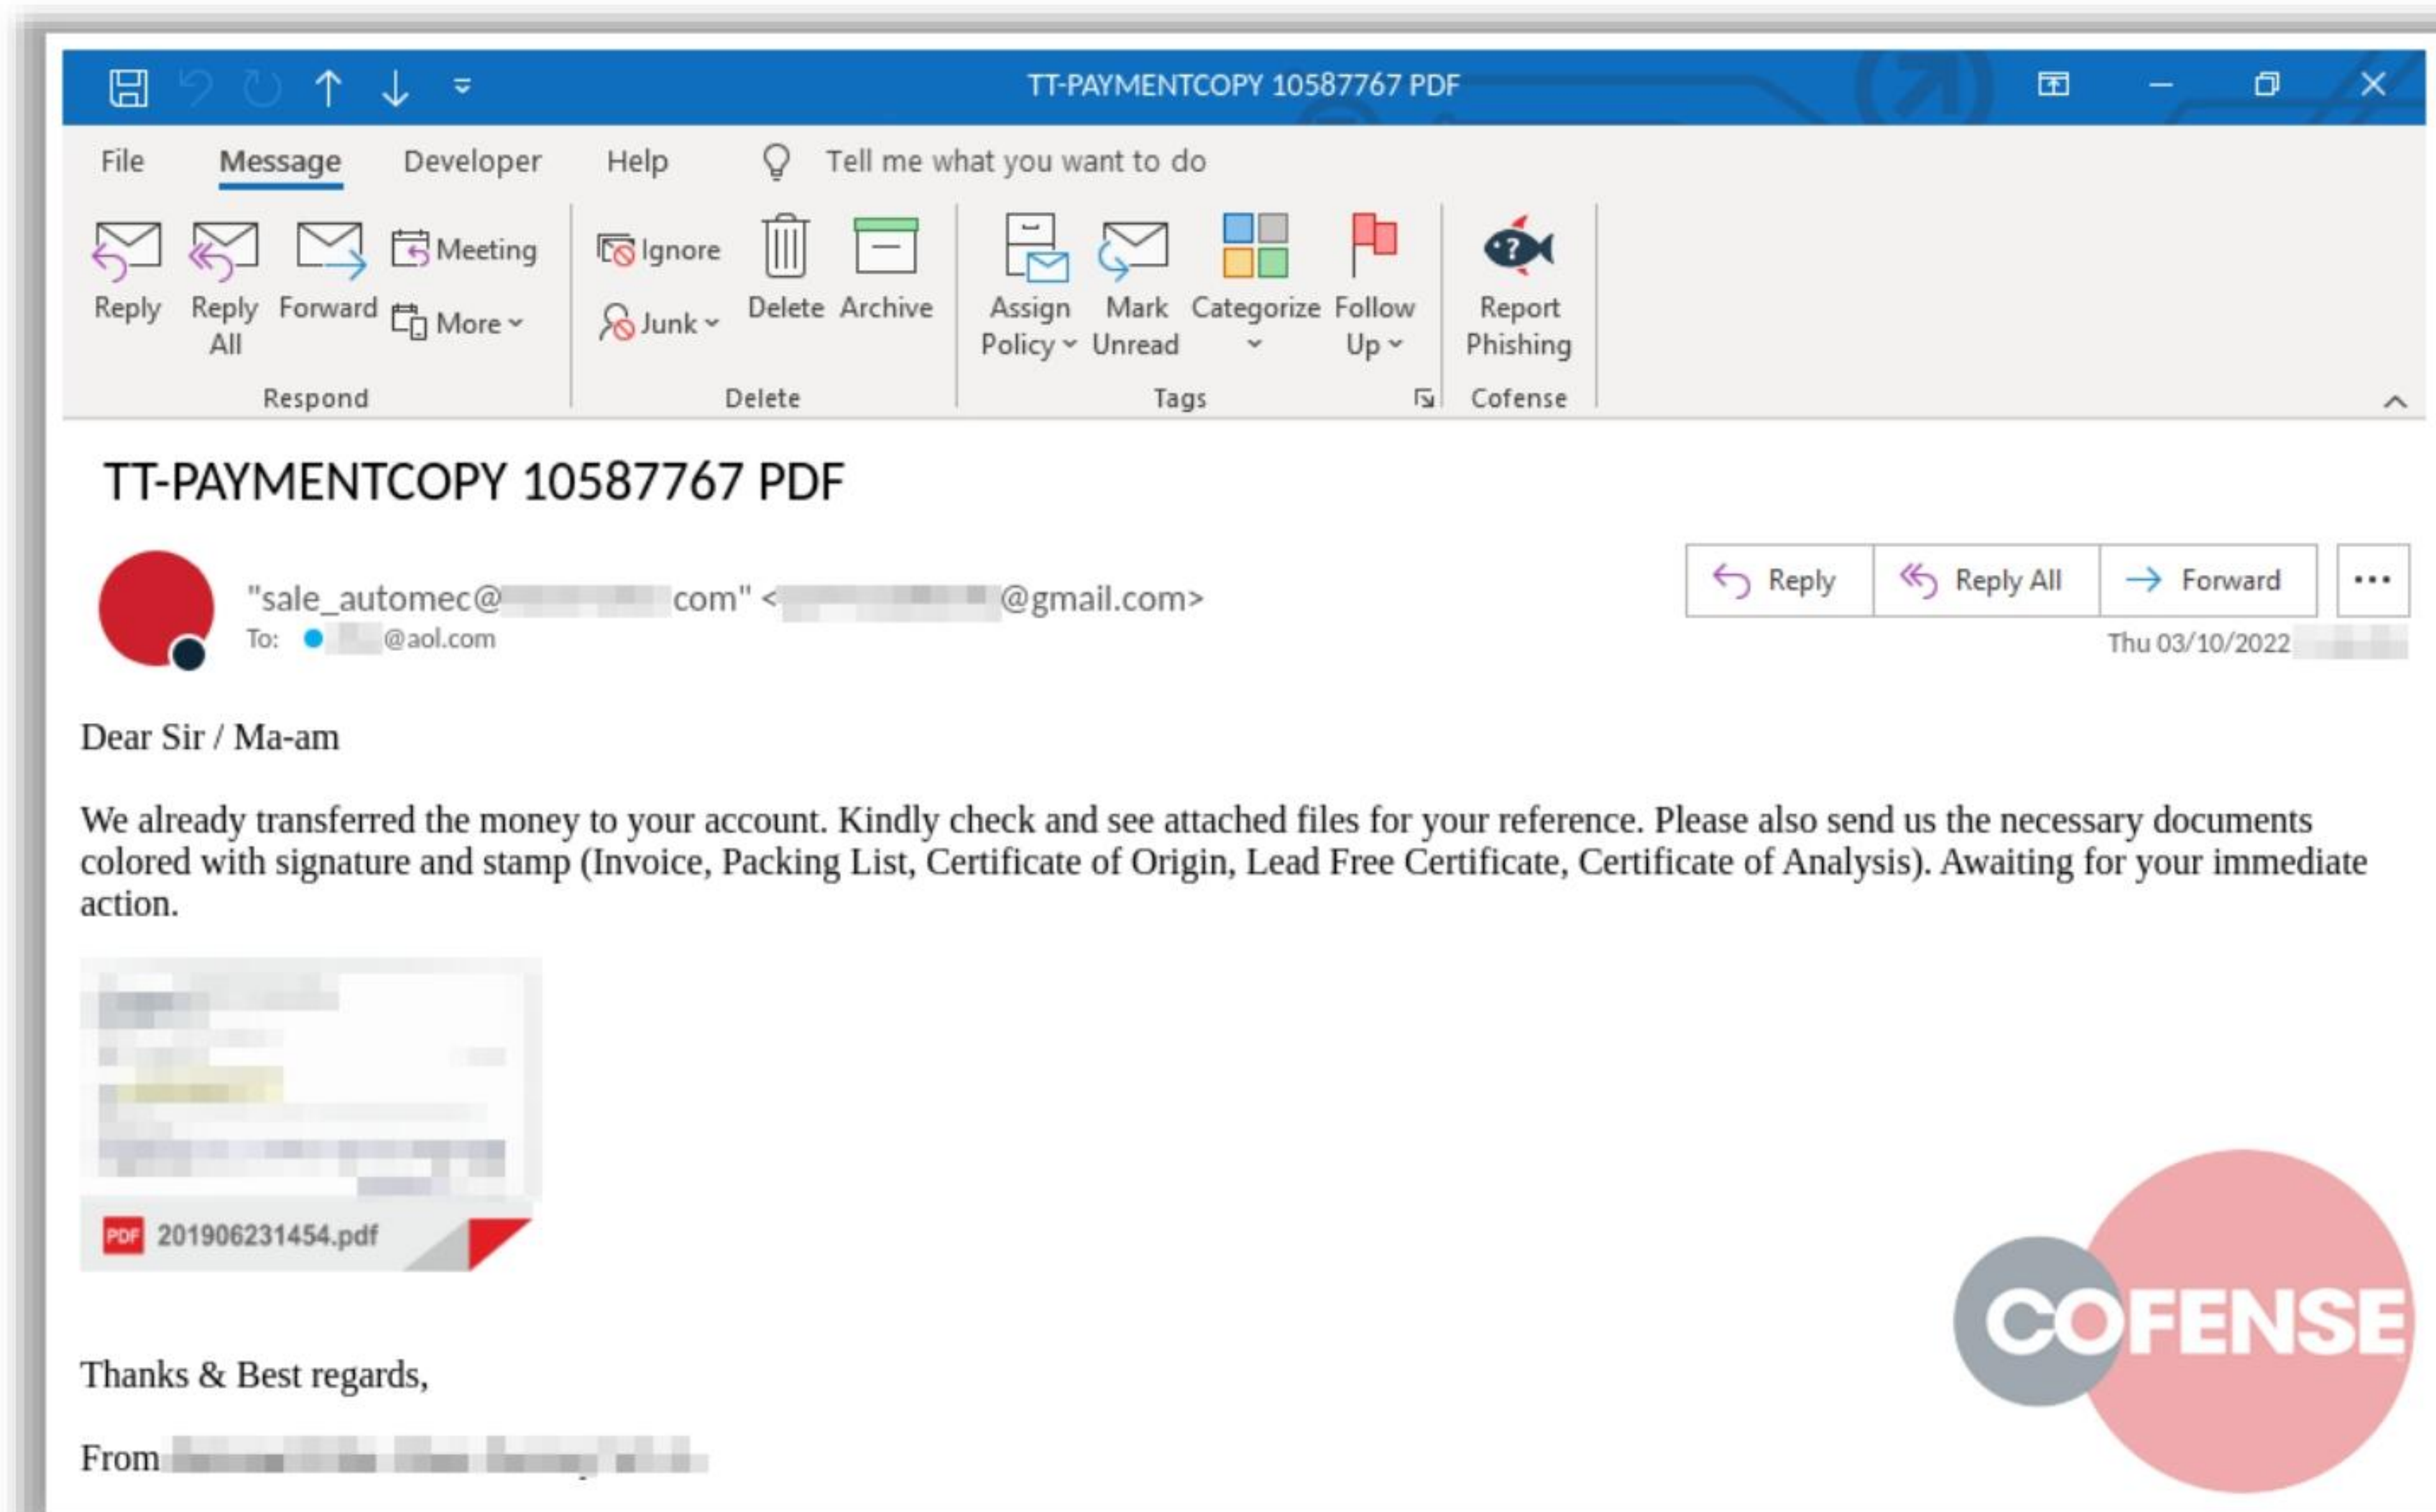 TT-PAYMENTCOPY 10587767 PDF
File Message Developer Help Tell me what you want to do
Reply Reply All Forward Meeting More Ignore Junk Delete Archive Assign Policy Mark Unread Categorize Follow Up Report Phishing
Respond Delete Tags Cofense
TT-PAYMENTCOPY 10587767 PDF
"sale_automec@ com" < @gmail.com>
Reply Reply All Forward ...
To: @aol.com
Thu 03/10/2022
Dear Sir / Ma-am
We already transferred the money to your account. Kindly check and see attached files for your reference. Please also send us the necessary documents
colored with signature and stamp (Invoice, Packing List, Certificate of Origin, Lead Free Certificate, Certificate of Analysis). Awaiting for your immediate
action.
PDF 201906231454.pdf
COFENSE
Thanks & Best regards,
From